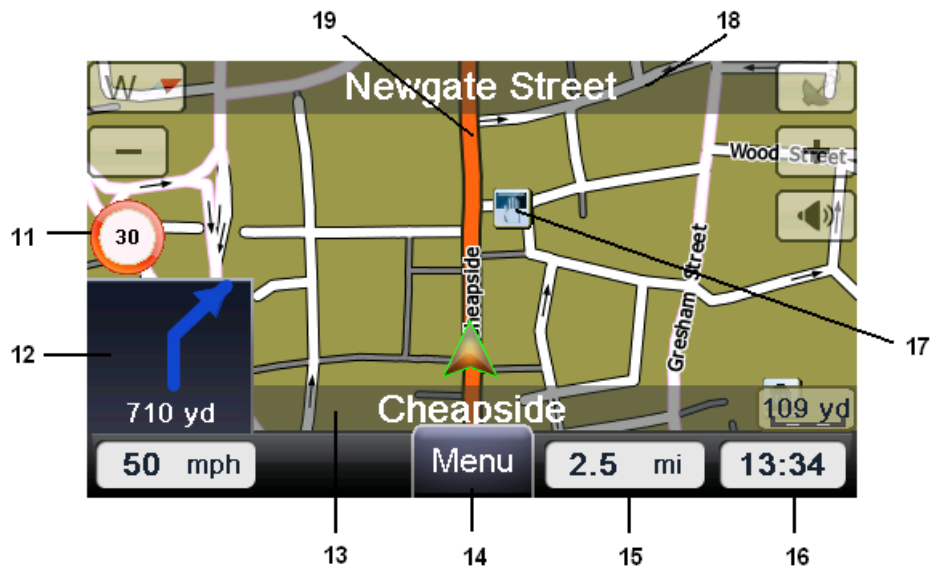 19
18
W
Newgate Street
−
+
Wood Street
11
30
Cheapside
Gresham Street
17
12
710 yd
Cheapside
109 yd
50 mph
Menu
2.5 mi
13:34
13
14
15
16